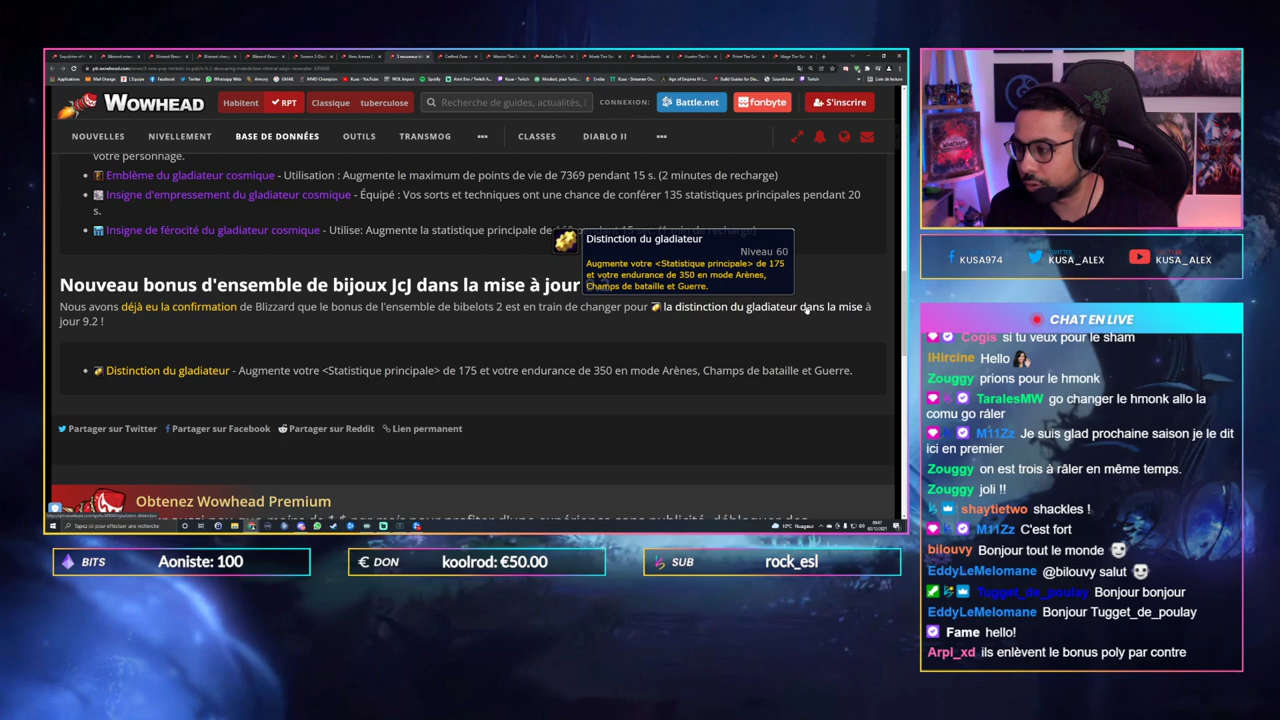 WOWHEAD
Habitent
RPT
Classique
tuberculose
Recherche de guides, actualités, l
CONNEXION:
Battle.net
fanbyte
S'inscrire
NOUVELLES
NIVELLEMENT
BASE DE DONNÉES
OUTILS
TRANSMOG
CLASSES
DIABLO II
votre personnage.
Emblème du gladiateur cosmique - Utilisation : Augmente le maximum de points de vie de 7369 pendant 15 s. (2 minutes de recharge)
Insigne d'empressement du gladiateur cosmique - Équipé : Vos sorts et techniques ont une chance de conférer 135 statistiques principales pendant 20
s.
Insigne de férocité du gladiateur cosmique - Utilise: Augmente la statistique principale de
Distinction du gladiateur
Niveau 60
Augmente votre <Statistique principale> de 175
et votre endurance de 350 en mode Arènes,
Champs de bataille et Guerre.
Nouveau bonus d'ensemble de bijoux JcJ dans la mise à jour
Nous avons déjà eu la confirmation de Blizzard que le bonus de l'ensemble de bibelots 2 est en train de changer pour la distinction du gladiateur dans la mise à
jour 9.2 !
Distinction du gladiateur - Augmente votre <Statistique principale> de 175 et votre endurance de 350 en mode Arènes, Champs de bataille et Guerre.
Partager sur Twitter
Partager sur Facebook
Partager sur Reddit
Lien permanent
Obtenez Wowhead Premium
Taper ici pour effectuer une recherche
10°C Nuageux
BITS
Aoniste: 100
DON
koolrod: €50.00
SUB
rock_esl
KUSA974
TWITTER
KUSA_ALEX
YOUTUBE
KUSA_ALEX
CHAT EN LIVE
Cogis si tu veux pour le sham
IHircine Hello
Zouggy prions pour le hmonk
TaralesMW go changer le hmonk allo la
comu go râler
M11Zz Je suis glad prochaine saison je le dit
ici en premier
Zouggy on est trois à râler en même temps.
Zouggy joli !!
shaytietwo shackles !
M11Zz C'est fort
bilouvy Bonjour tout le monde
EddyLeMelomane @bilouvy salut
Tugget_de_poulay Bonjour bonjour
EddyLeMelomane Bonjour Tugget_de_poulay
Fame hello!
Arpi_xd ils enlèvent le bonus poly par contre